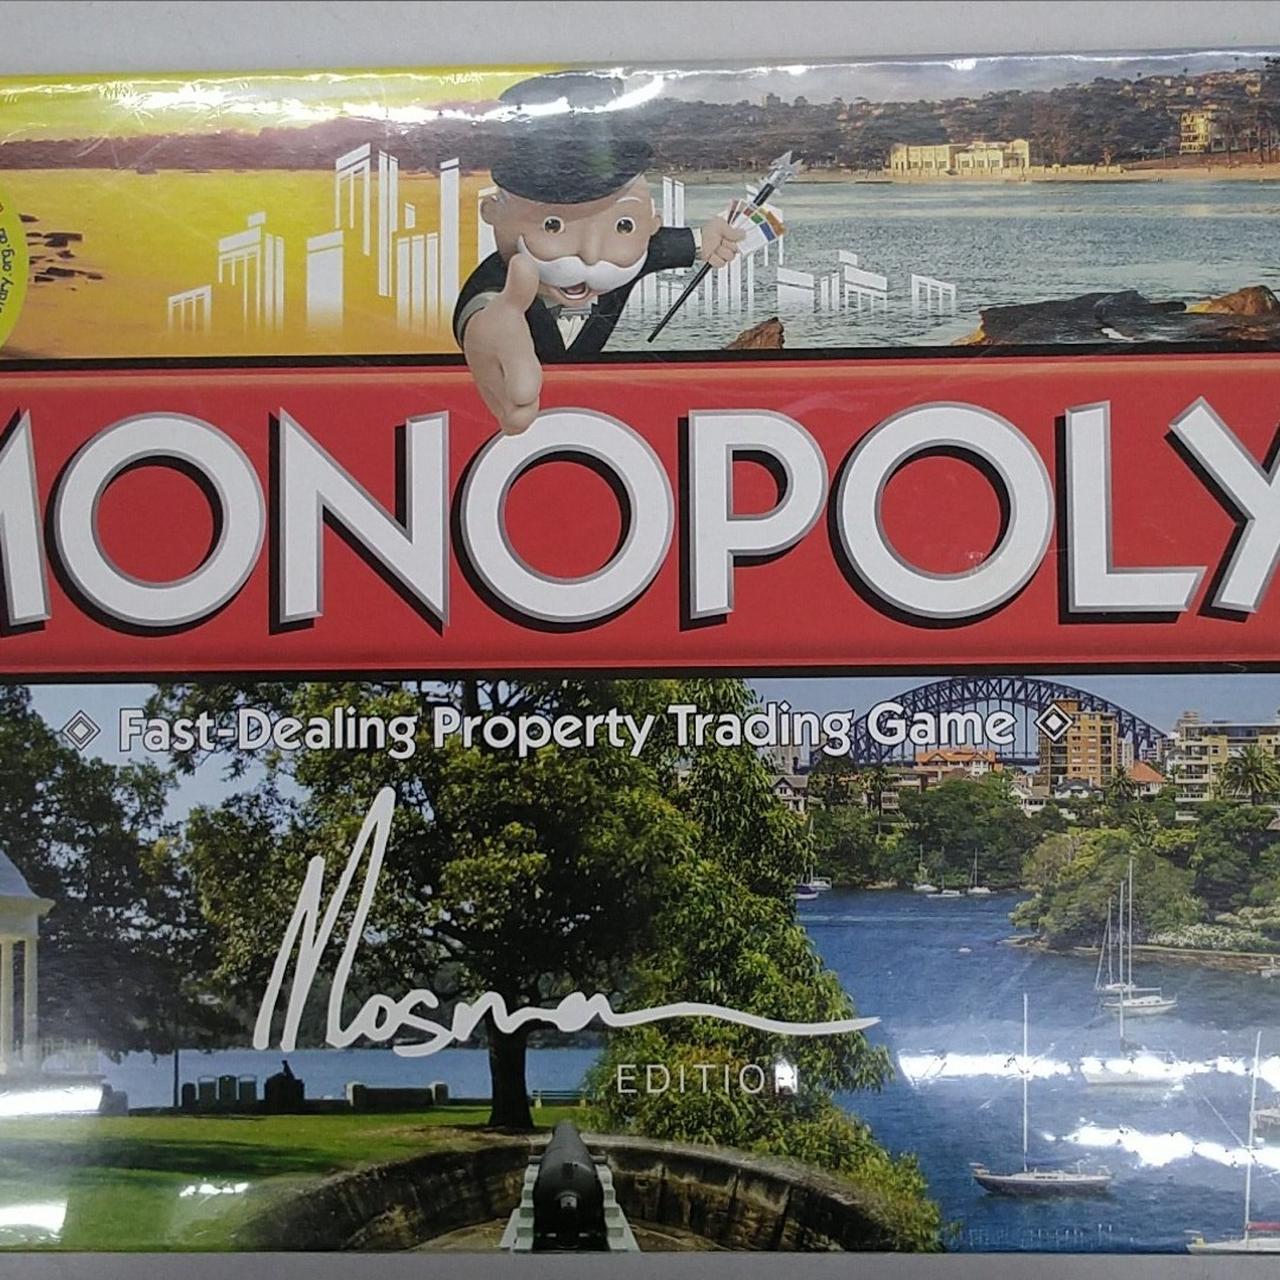 MONOPOLY
Fast-Dealing Property Trading Game
Mosman
EDITION